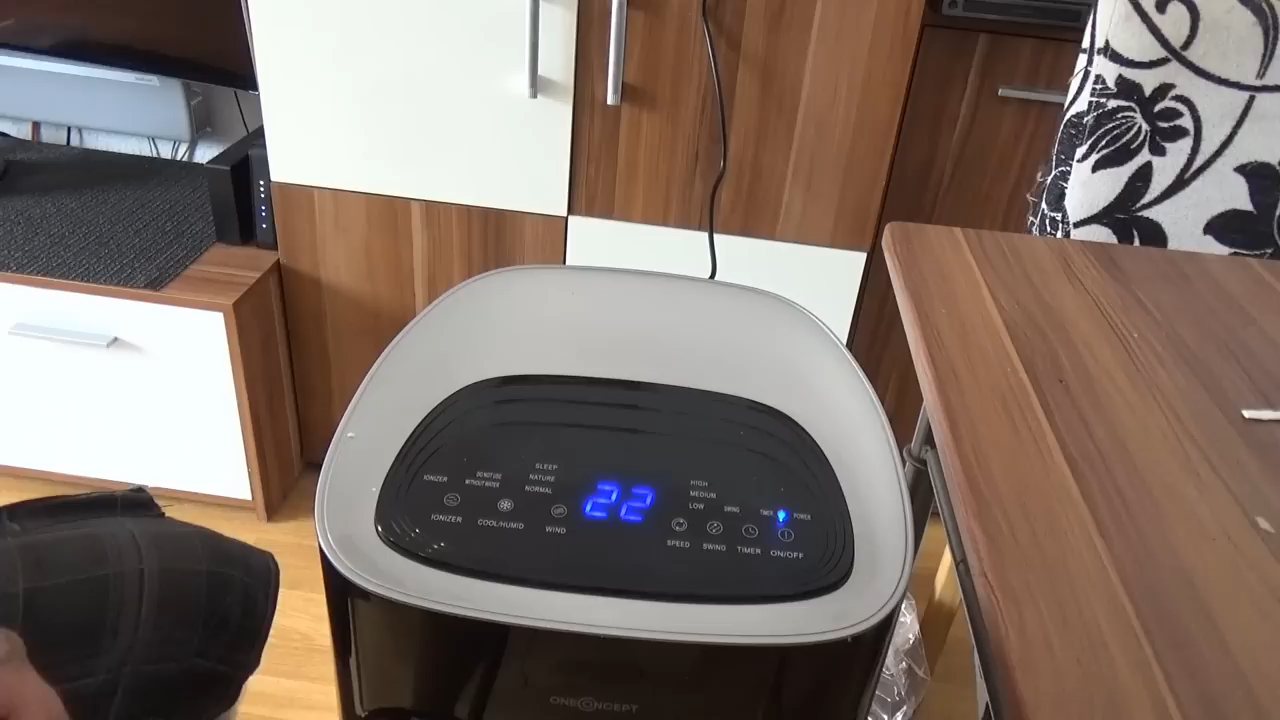 SLEEP
IONIZER DO NOT USE NATURE
WITHOUT WATER NORMAL
IONIZER COOL/HUMID WIND
22
HIGH
MEDIUM
LOW SWING TIMER POWER
SPEED SWING TIMER ON/OFF
ONECONCEPT